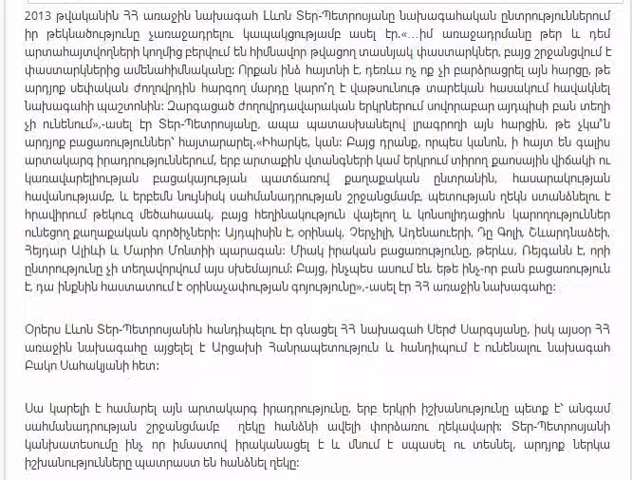 2013 թվականին ՀՀ առաջին նախագահ Լևոն Տեր-Պետրոսյանը նախագահական ընտրություններում
իր թեկնածությունը չառաջադրելու կապակցությամբ ասել էր.«…իմ առաջադրմանը թեր և դեմ
արտահայտվողների կողմից բերվում են հիմնավոր թվացող տասնյակ փաստարկներ, բայց շրջանցվում է
փաստարկներից ամենահիմնականը: Որքան ինձ հայտնի է, դեռևս ոչ ոք չի բարձրացրել այն հարցը, թե
արդյոք սեփական ժողովրդին հարգող մարդը կարո՞ղ է վաթսունութ տարեկան հասակում հավակնել
նախագահի պաշտոնին: Զարգացած ժողովրդավարական երկրներում սովորաբար այդպիսի բան տեղի
չի ունենում»,-ասել էր Տեր-Պետրոսյանը, ապա պատասխանելով լրագրողի այն հարցին, թե չկա՞ն
արդյոք բացառություններ՝ հայտարարել.«Իհարկե, կան: Բայց դրանք, որպես կանոն, ի հայտ են գալիս
արտակարգ իրադրություններում, երբ արտաքին վտանգների կամ երկրում տիրող քաոսային վիճակի ու
կառավարելիության բացակայության պատճառով քաղաքական ընտրանին, հասարակության
հավանությամբ, և երբեմն նույնիսկ սահմանադրության շրջանցմամբ, պետության ղեկն ստանձնելու է
հրավիրում թեկուզ մեծահասակ, բայց հեղինակություն վայելող և կոնսոլիդացիոն կարողություններ
ունեցող քաղաքական գործիչների: Այդպիսին է, օրինակ, Չերչիլի, Ադենաուերի, Դը Գոլի, Շևարդնաձեի,
Հեյդար Ալիևի և Մարիո Մոնտիի պարագան: Միակ իրական բացառությունը, թերևս, Ռեյգանն է, որի
ընտրությունը չի տեղավորվում այս սխեմայում: Բայց, ինչպես ասում են, եթե ինչ-որ բան բացառություն
է, դա ինքնին հաստատում է օրինաչափության գոյությունը»,-ասել էր ՀՀ առաջին նախագահը:
Օրերս Լևոն Տեր-Պետրոսյանին հանդիպելու էր գնացել ՀՀ նախագահ Սերժ Սարգսյանը, իսկ այսօր ՀՀ
առաջին նախագահը այցելել է Արցախի Հանրապետություն և հանդիպում է ունենալու նախագահ
Բակո Սահակյանի հետ:
Սա կարելի է համարել այն արտակարգ իրադրությունը, երբ երկրի իշխանությունը պետք է՝ անգամ
սահմանադրության շրջանցմամբ ղեկը հանձնի ավելի փորձառու ղեկավարի: Տեր-Պետրոսյանի
կանխատեսումը ինչ որ իմաստով իրականացել է և մնում է սպասել ու տեսնել, արդյոք ներկա
իշխանությունները պատրաստ են հանձնել ղեկը: